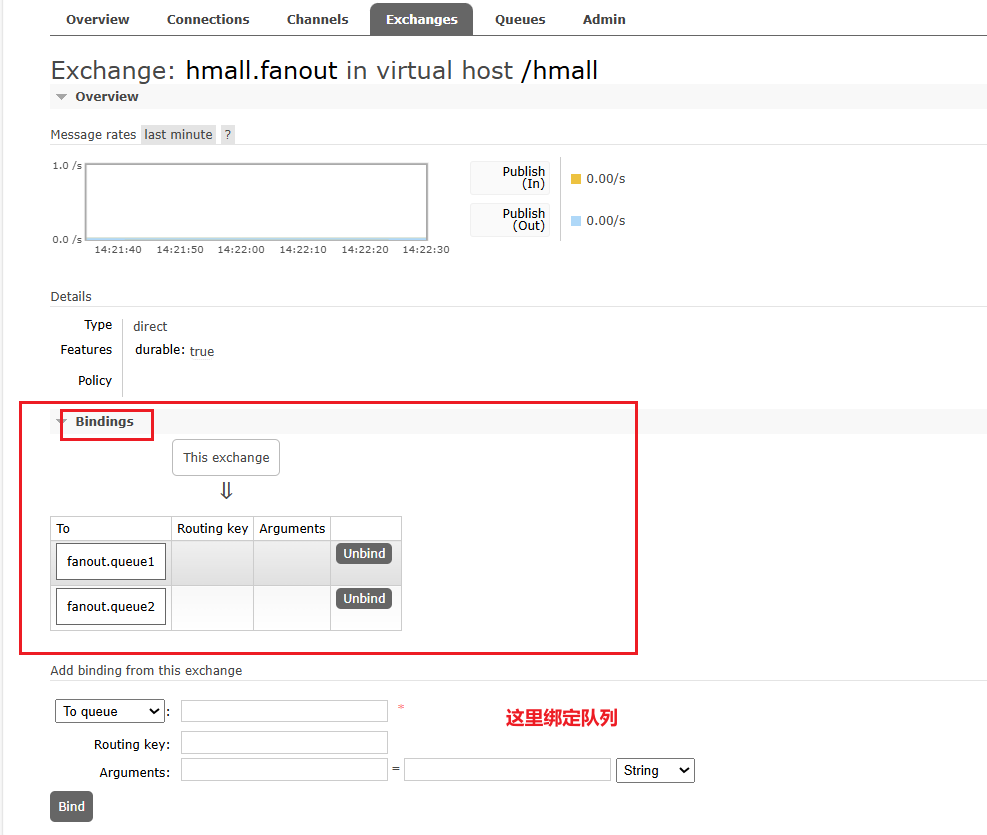 Overview Connections Channels Exchanges Queues Admin
Exchange: hmall.fanout in virtual host /hmall
Overview
Message rates last minute ?
1.0 /s
0.0 /s
14:21:40 14:21:50 14:22:00 14:22:10 14:22:20 14:22:30
Publish (In) 0.00/s
Publish (Out) 0.00/s
Details
Type direct
Features durable: true
Policy
Bindings
This exchange
⇓
To Routing key Arguments
fanout.queue1 Unbind
fanout.queue2 Unbind
Add binding from this exchange
To queue : *
这里绑定队列
Routing key:
Arguments: = String
Bind